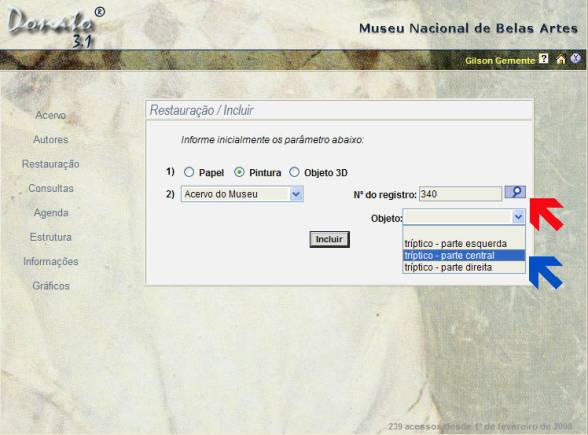 Donato®
3.1
Museu Nacional de Belas Artes
Gilson Gemente ?
Acervo
Autores
Restauração
Consultas
Agenda
Estrutura
Informações
Gráficos
Restauração / Incluir
Informe inicialmente os parâmetro abaixo:
1) Papel Pintura Objeto 3D
2) Acervo do Museu Nº do registro: 340
Objeto:
Incluir
tríptico - parte esquerda
tríptico - parte central
tríptico - parte direita
239 acessos desde 1º de fevereiro de 2008